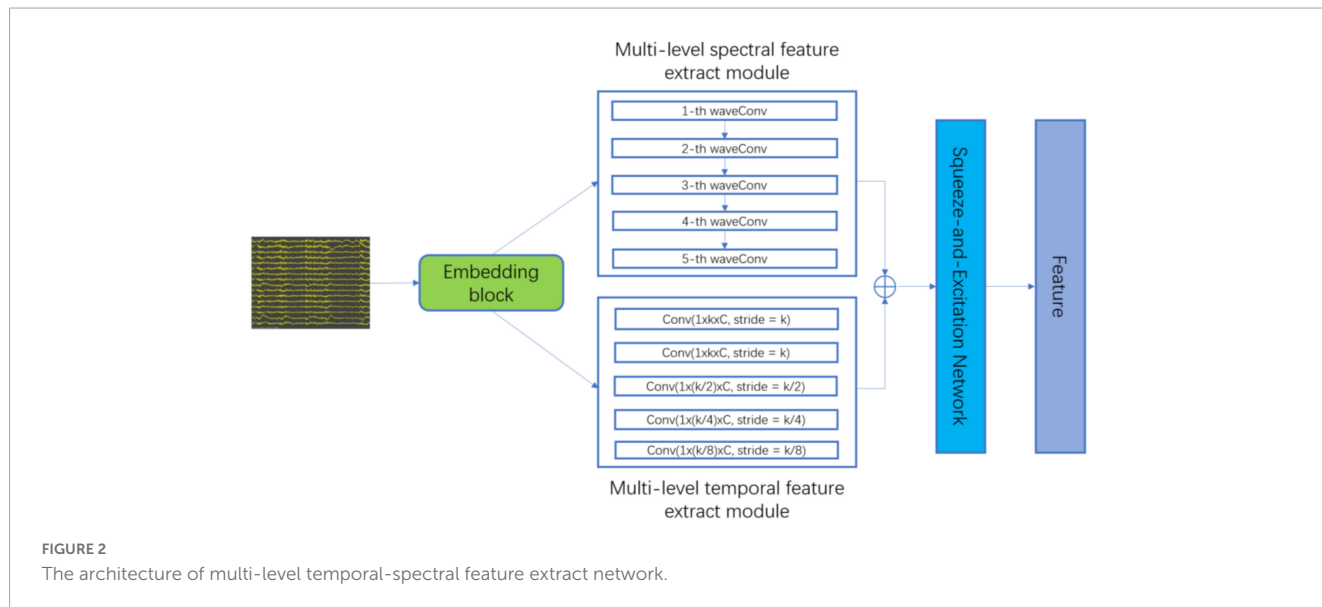 Multi-level spectral feature
extract module
1-th waveConv
2-th waveConv
3-th waveConv
4-th waveConv
5-th waveConv
Embedding
block
Conv(1xkxC, stride = k)
Conv(1xkxC, stride = k)
Conv(1x(k/2)xC, stride = k/2)
Conv(1x(k/4)xC, stride = k/4)
Conv(1x(k/8)xC, stride = k/8)
Multi-level temporal feature
extract module
Squeeze-and-Excitation Network
Feature
FIGURE 2
The architecture of multi-level temporal-spectral feature extract network.